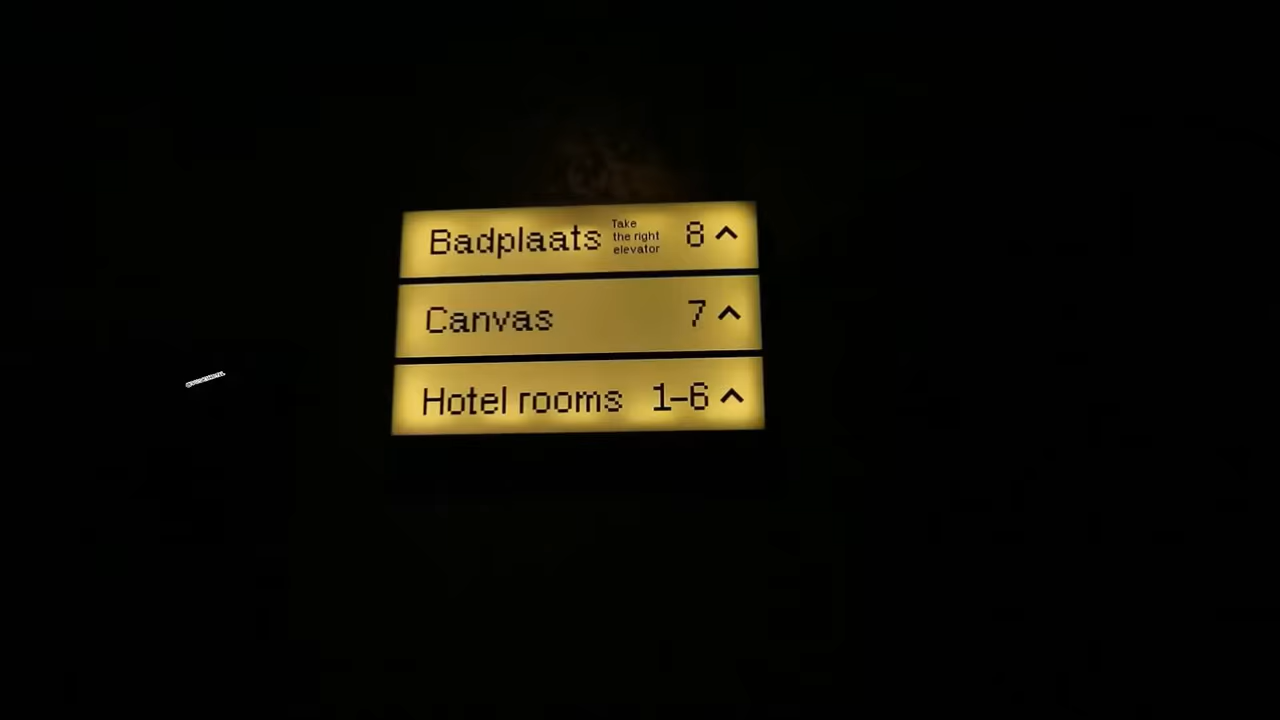 Badplaats Take the right elevator 8 ^
Canvas 7 ^
Hotel rooms 1–6 ^